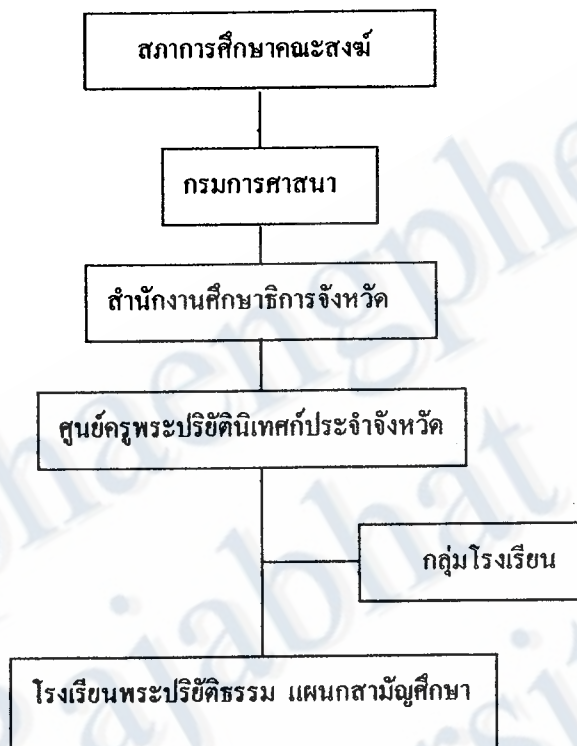 สภาการศึกษาคณะสงฆ์
กรมการศาสนา
สำนักงานศึกษาธิการจังหวัด
ศูนย์ครูพระปริยัตินิเทศก์ประจำจังหวัด
กลุ่มโรงเรียน
โรงเรียนพระปริยัติธรรม แผนกสามัญศึกษา